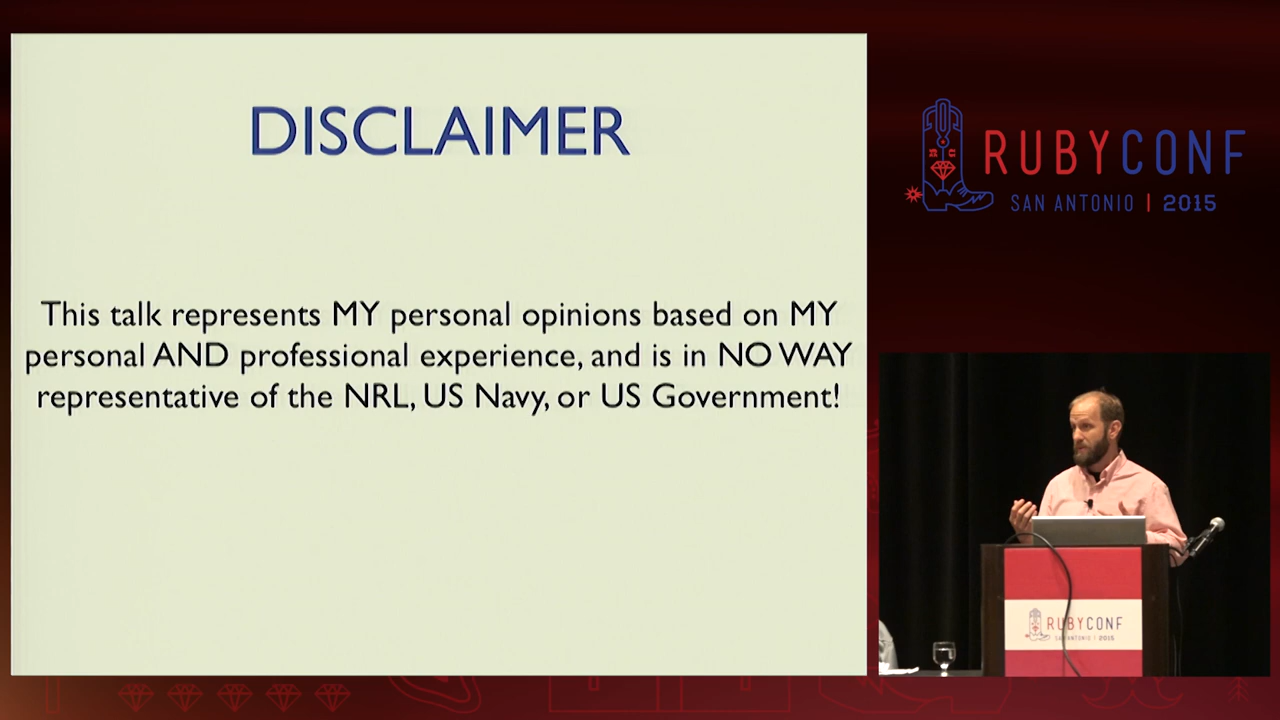 DISCLAIMER
This talk represents MY personal opinions based on MY
personal AND professional experience, and is in NO WAY
representative of the NRL, US Navy, or US Government!
RUBYCONF
SAN ANTONIO | 2015
RUBYCONF
SAN ANTONIO | 2015